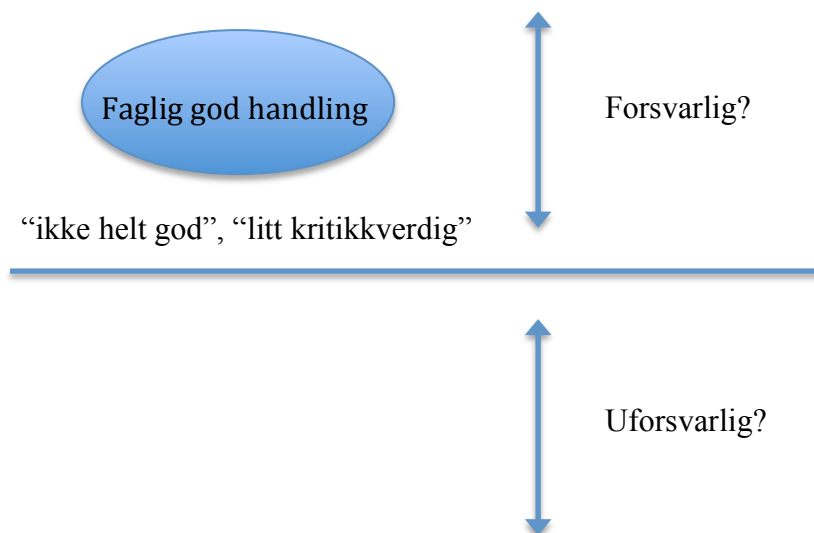 Faglig god handling
Forsvarlig?
“ikke helt god”, “litt kritikkverdig”
Uforsvarlig?